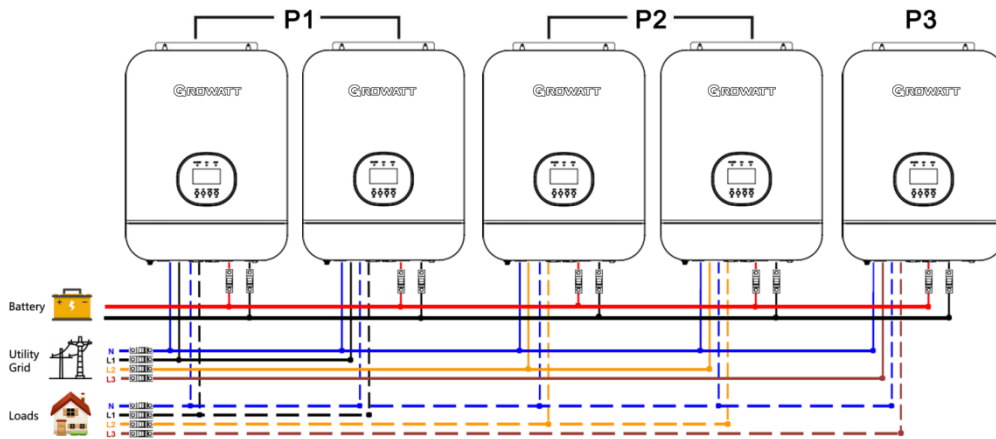 P1 P2 P3
GROWATT GROWATT GROWATT GROWATT GROWATT
Battery
+ -
Utility
Grid
N
L1
L2
L3
Loads
N
L1
L2
L3